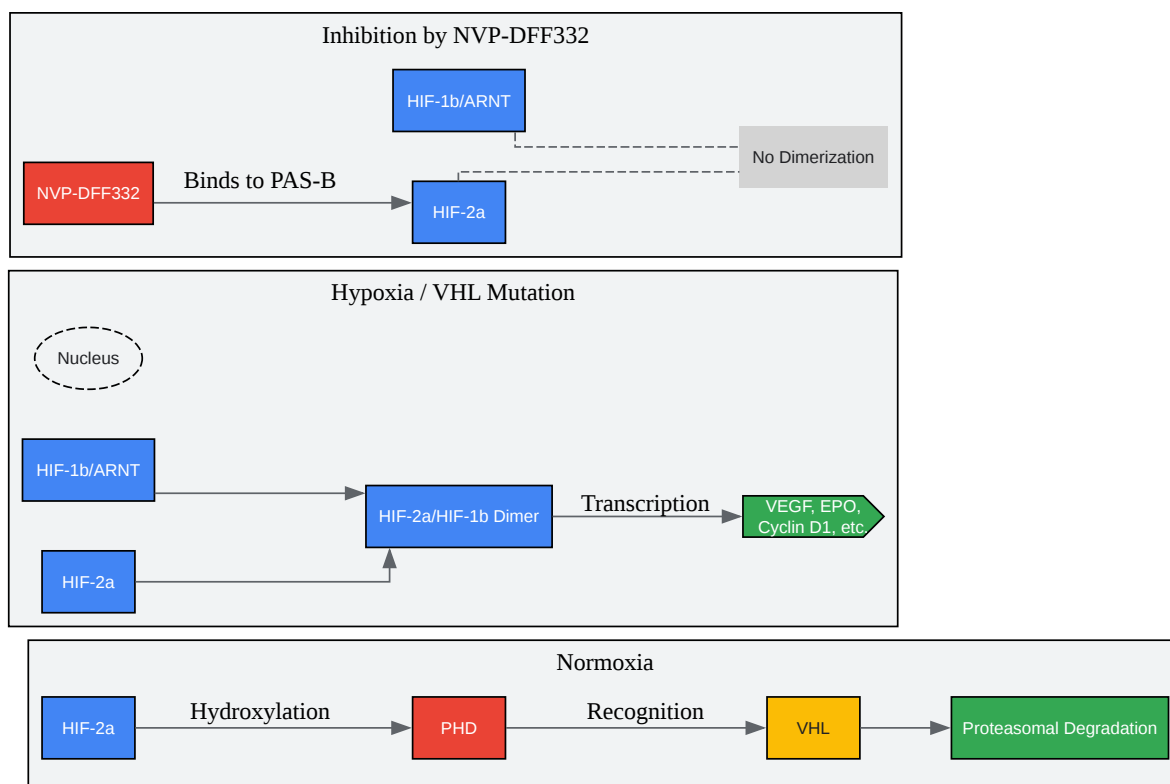 Inhibition by NVP-DFF332
HIF-1b/ARNT
No Dimerization
NVP-DFF332
Binds to PAS-B
HIF-2a
Hypoxia / VHL Mutation
Nucleus
HIF-1b/ARNT
HIF-2a/HIF-1b Dimer
Transcription
VEGF, EPO,
Cyclin D1, etc.
HIF-2a
Normoxia
HIF-2a
Hydroxylation
PHD
Recognition
VHL
Proteasomal Degradation